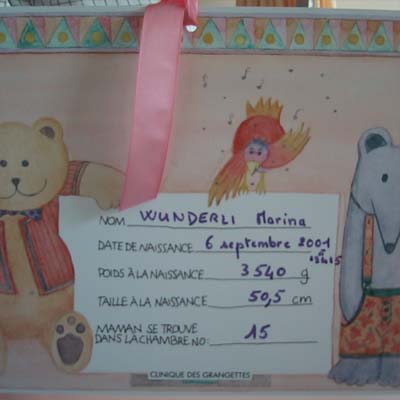 NOM WUNDERLI Marina
DATE DE NAISSANCE 6 septembre 2001
15h15
POIDS À LA NAISSANCE 3540 g
TAILLE À LA NAISSANCE 50,5 cm
MAMAN SE TROUVE
DANS LA CHAMBRE NO: 15
CLINIQUE DES GRANGETTES